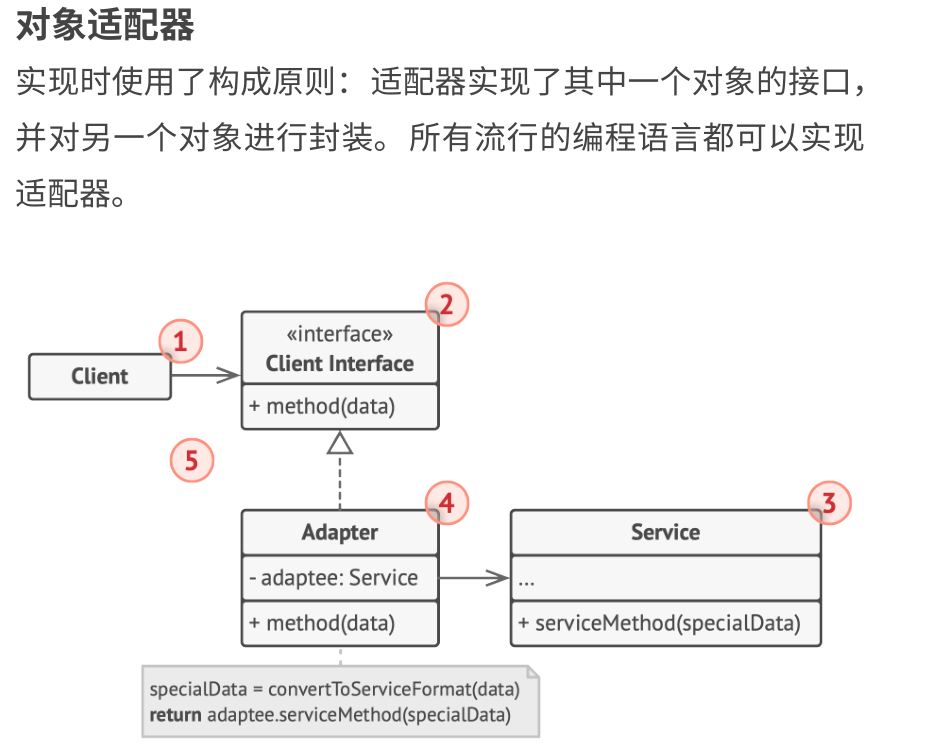 对象适配器
实现时使用了构成原则： 适配器实现了其中一个对象的接口，
并对另一个对象进行封装。 所有流行的编程语言都可以实现
适配器。
1
2
«interface»
Client Interface
Client
+ method(data)
5
4
3
Adapter
Service
- adaptee: Service
...
+ method(data)
+ serviceMethod(specialData)
specialData = convertToServiceFormat(data)
return adaptee.serviceMethod(specialData)